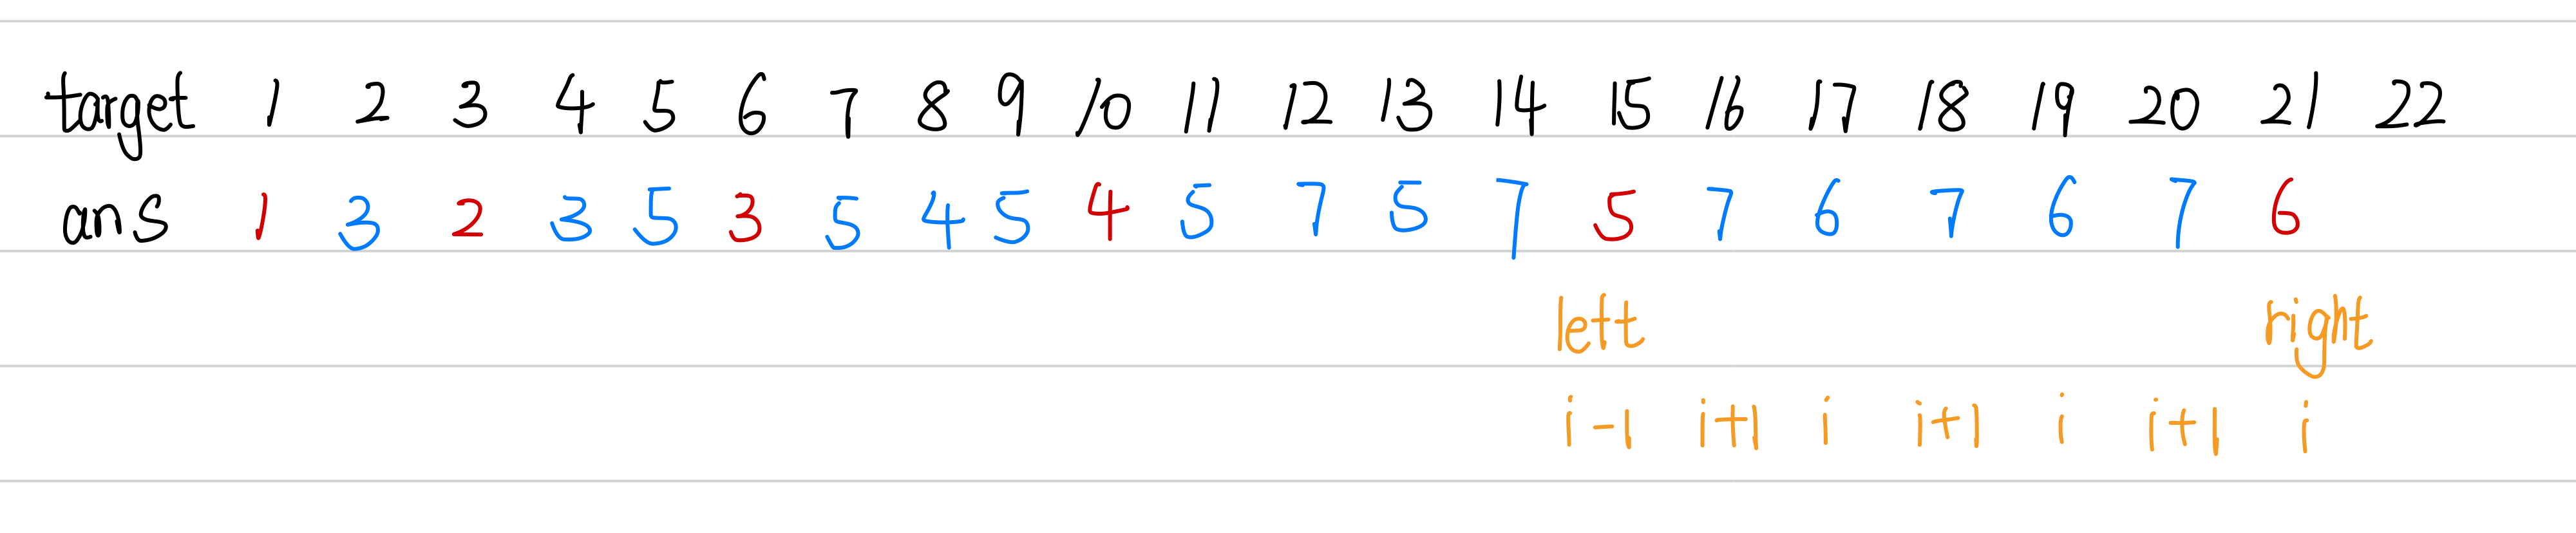 target 1 2 3 4 5 6 7 8 9 10 11 12 13 14 15 16 17 18 19 20 21 22
ans 1 3 2 3 5 3 5 4 5 4 5 7 5 7 5 7 6 7 6 7 6
left right
i-1 i+1 i i+1 i i+1 i